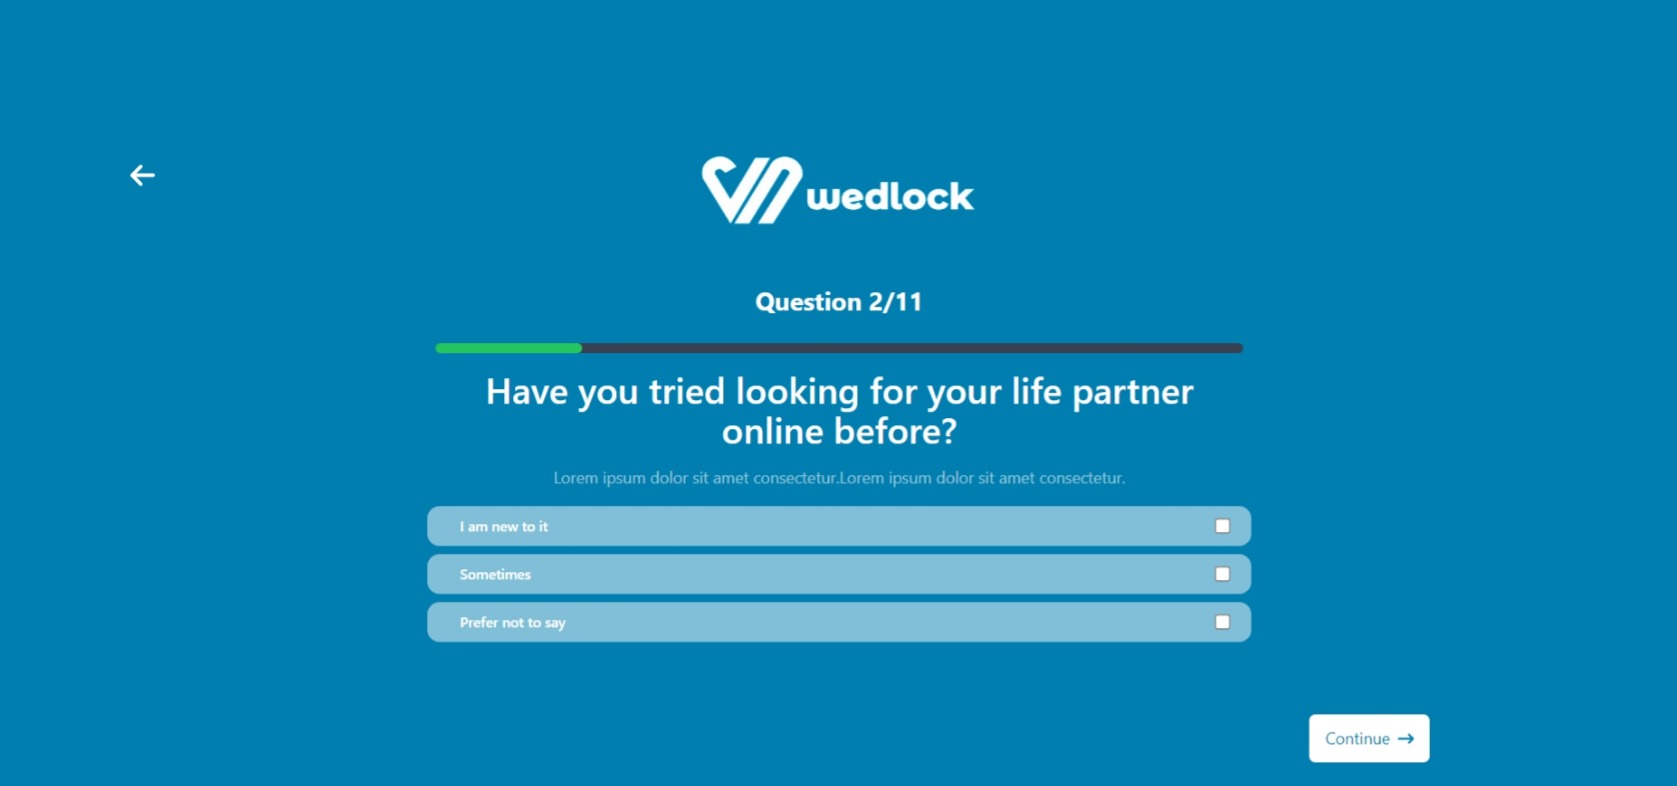 wedlock
Question 2/11
Have you tried looking for your life partner
online before?
Lorem ipsum dolor sit amet consectetur.Lorem ipsum dolor sit amet consectetur.
I am new to it
Sometimes
Prefer not to say
Continue